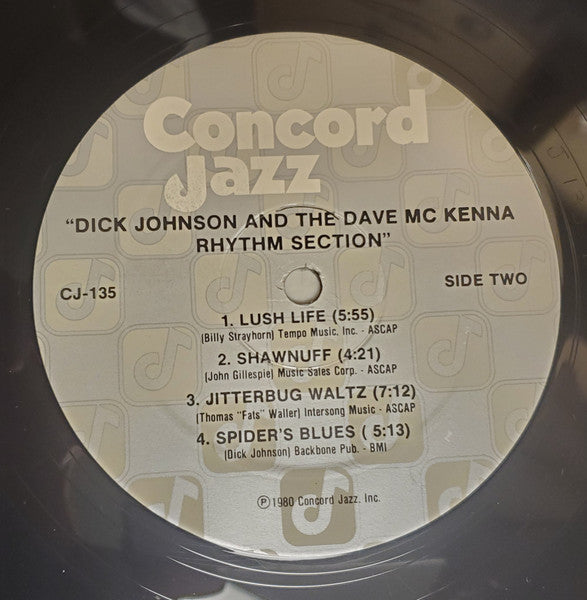 Concord
Jazz
"DICK JOHNSON AND THE DAVE MC KENNA
RHYTHM SECTION"
CJ-135
SIDE TWO
1. LUSH LIFE (5:55)
(Billy Strayhorn) Tempo Music, Inc. - ASCAP
2. SHAWNUFF (4:21)
(John Gillespie) Music Sales Corp. - ASCAP
3. JITTERBUG WALTZ (7:12)
(Thomas "Fats" Waller) Intersong Music - ASCAP
4. SPIDER'S BLUES ( 5:13)
(Dick Johnson) Backbone Pub. - BMI
℗1980 Concord Jazz, Inc.